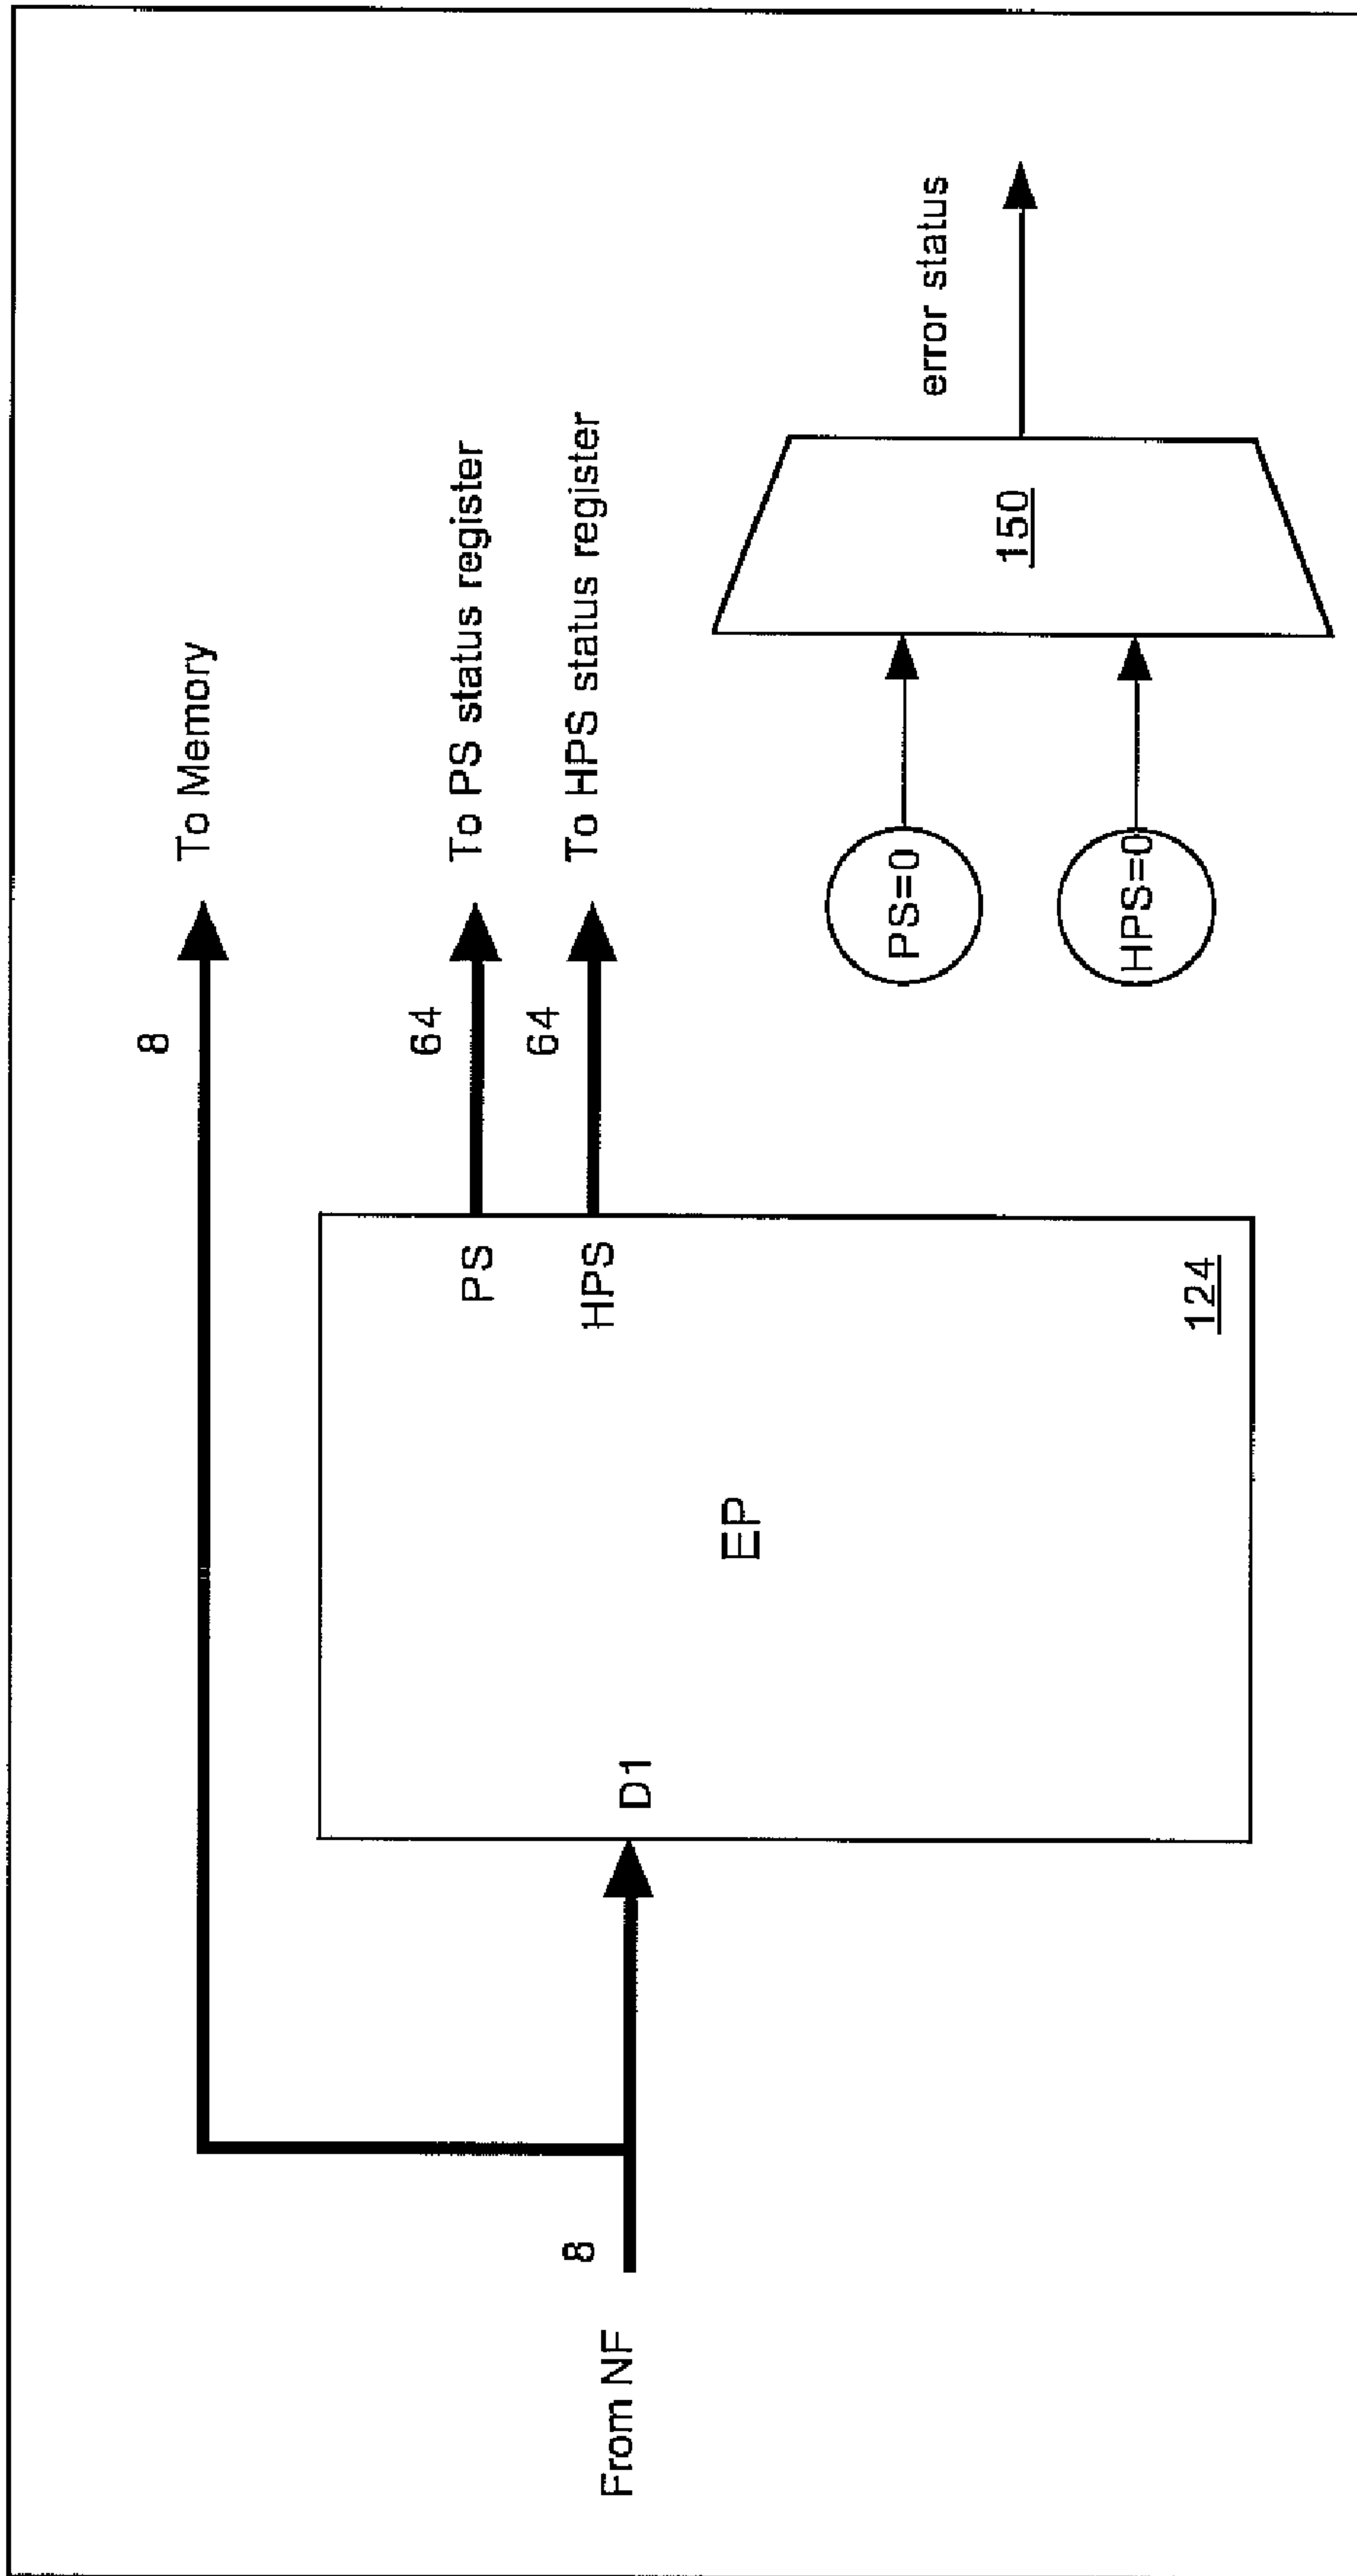 8
To Memory
64
To PS status register
64
To HPS status register
From NF
8
D1
EP
PS
HPS
124
PS=0
HPS=0
150
error status